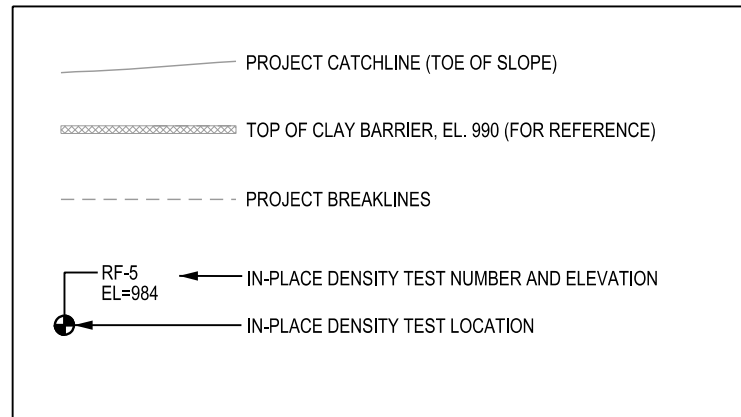 PROJECT CATCHLINE (TOE OF SLOPE)
TOP OF CLAY BARRIER, EL. 990 (FOR REFERENCE)
PROJECT BREAKLINES
RF-5
EL=984
IN-PLACE DENSITY TEST NUMBER AND ELEVATION
IN-PLACE DENSITY TEST LOCATION